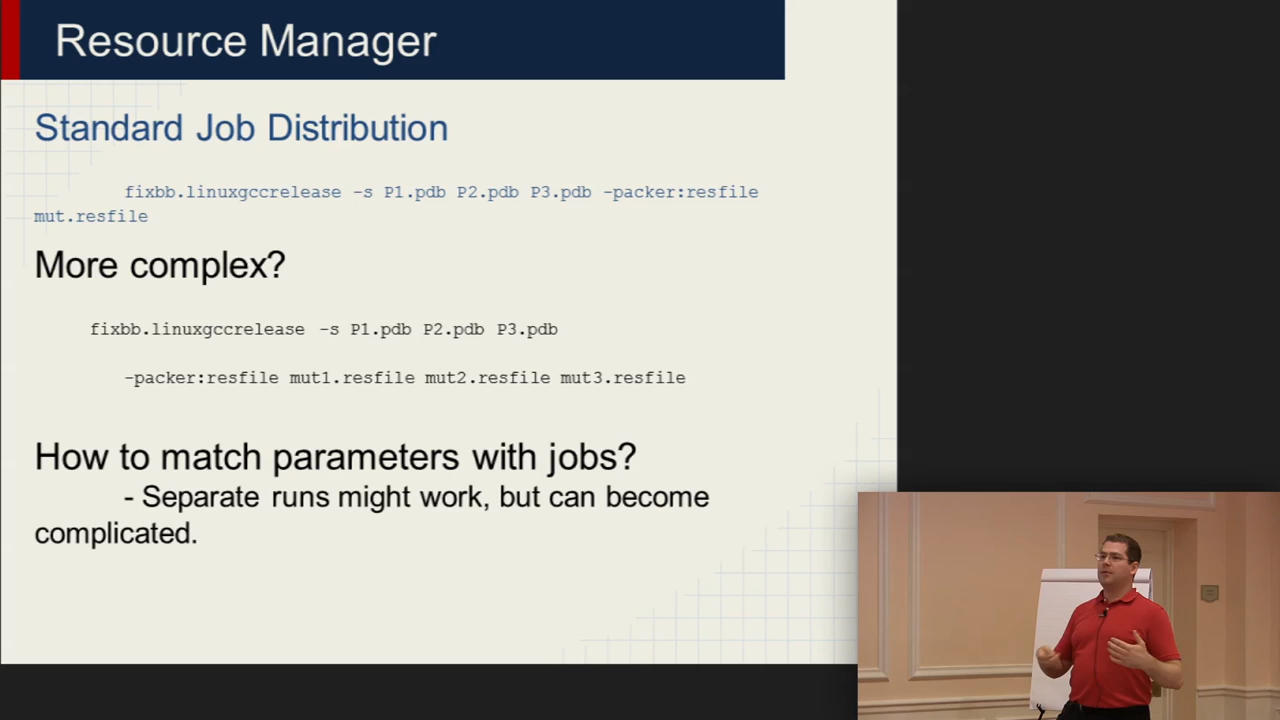 Resource Manager
Standard Job Distribution
fixbb.linuxgccrelease -s P1.pdb P2.pdb P3.pdb -packer:resfile
mut.resfile
More complex?
fixbb.linuxgccrelease -s P1.pdb P2.pdb P3.pdb
-packer:resfile mut1.resfile mut2.resfile mut3.resfile
How to match parameters with jobs?
- Separate runs might work, but can become
complicated.